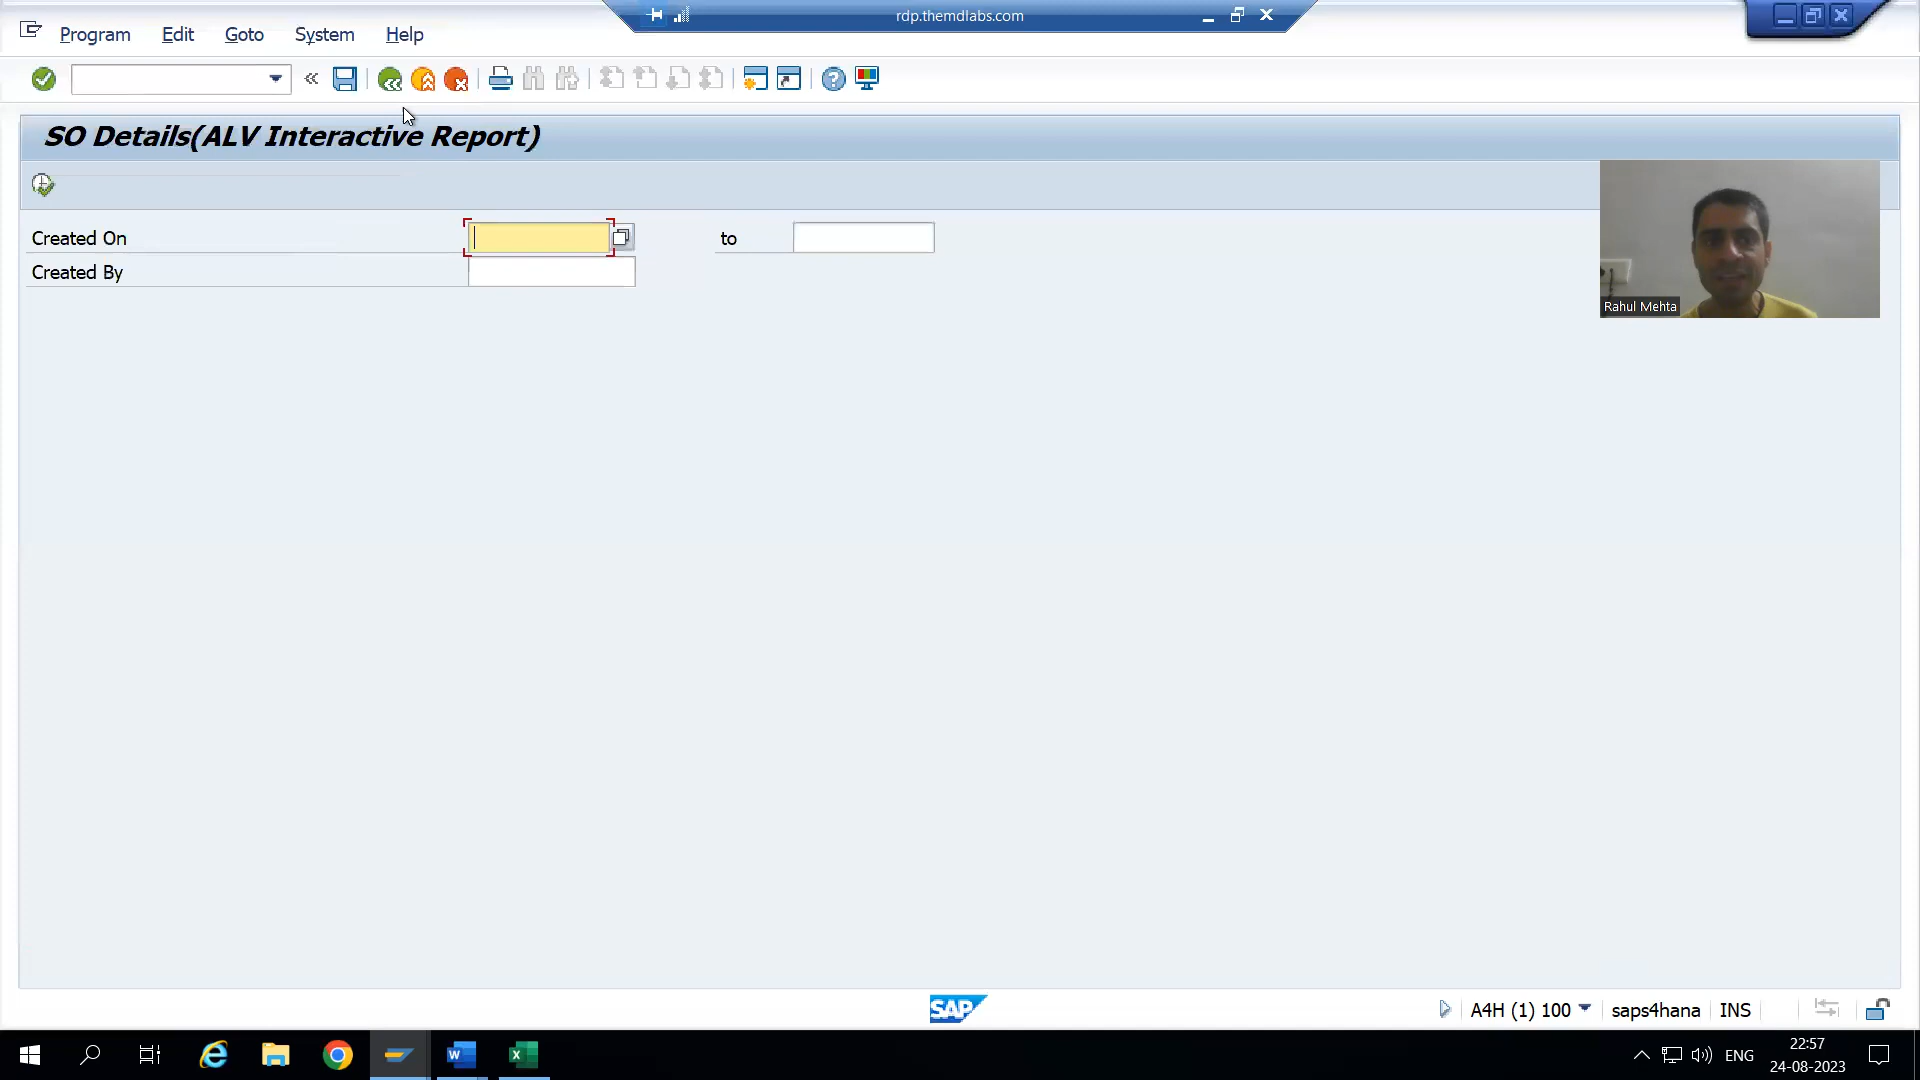 rdp.themdlabs.com
Program Edit Goto System Help
SO Details(ALV Interactive Report)
Created On to
Created By
Rahul Mehta
SAP
A4H (1) 100 saps4hana INS
22:57
ENG
24-08-2023